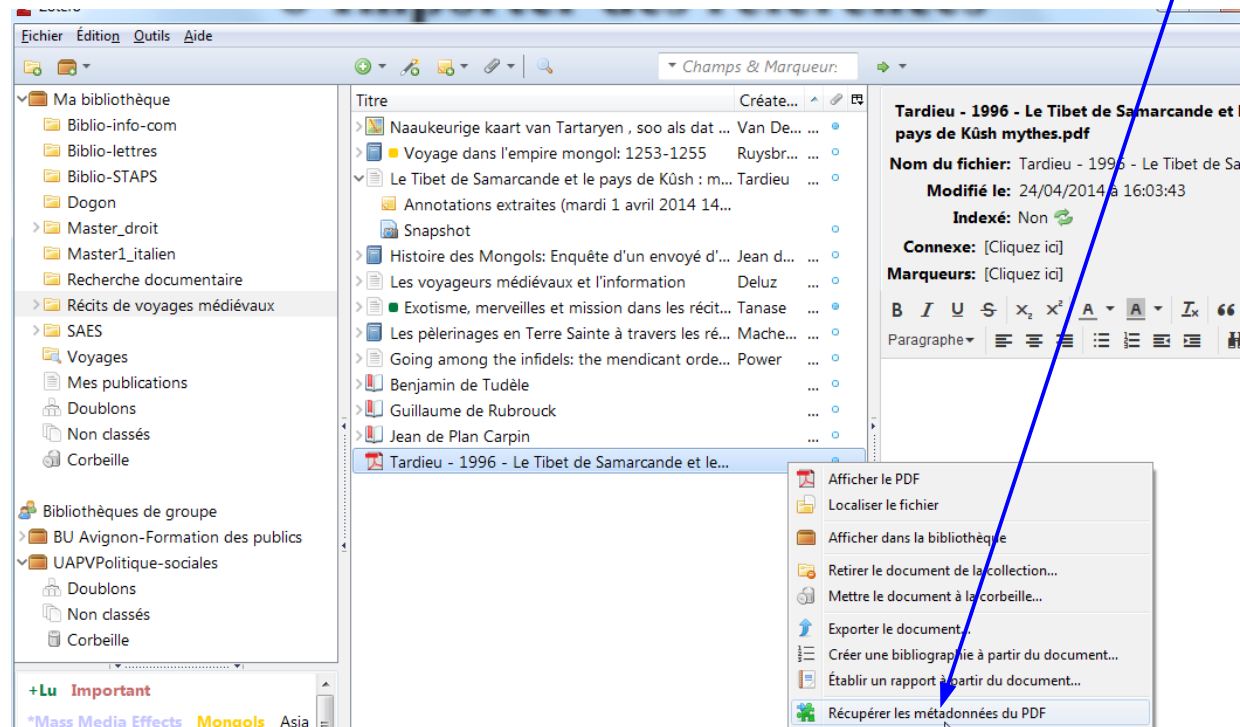 Zotero
Fichier Édition Outils Aide
Champs & Marqueur:
Ma bibliothèque
Biblio-info-com
Biblio-lettres
Biblio-STAPS
Dogon
Master_droit
Master1_italien
Recherche documentaire
Récits de voyages médiévaux
SAES
Voyages
Mes publications
Doublons
Non classés
Corbeille
Bibliothèques de groupe
BU Avignon-Formation des publics
UAPVPolitique-sociales
Doublons
Non classés
Corbeille
+Lu Important
*Mass Media Effects Mongols Asia
Titre Créate...
Naaukeurige kaart van Tartaryen , soo als dat ... Van De... ...
Voyage dans l'empire mongol: 1253-1255 Ruysbr... ...
Le Tibet de Samarcande et le pays de Kûsh : m... Tardieu ...
Annotations extraites (mardi 1 avril 2014 14...
Snapshot
Histoire des Mongols: Enquête d'un envoyé d'... Jean d... ...
Les voyageurs médiévaux et l'information Deluz ...
Exotisme, merveilles et mission dans les récit... Tanase ...
Les pèlerinages en Terre Sainte à travers les ré... Mache... ...
Going among the infidels: the mendicant orde... Power ...
Benjamin de Tudèle ...
Guillaume de Rubrouck ...
Jean de Plan Carpin ...
Tardieu - 1996 - Le Tibet de Samarcande et le...
Tardieu - 1996 - Le Tibet de Samarcande et
pays de Kûsh mythes.pdf
Nom du fichier: Tardieu - 1996 - Le Tibet de Sa
Modifié le: 24/04/2014 à 16:03:43
Indexé: Non
Connexe: [Cliquez ici]
Marqueurs: [Cliquez ici]
B I U S X₂ X² A A Tx
Paragraphe
Afficher le PDF
Localiser le fichier
Afficher dans la bibliothèque
Retirer le document de la collection...
Mettre le document à la corbeille...
Exporter le document...
Créer une bibliographie à partir du document...
Établir un rapport à partir du document...
Récupérer les métadonnées du PDF